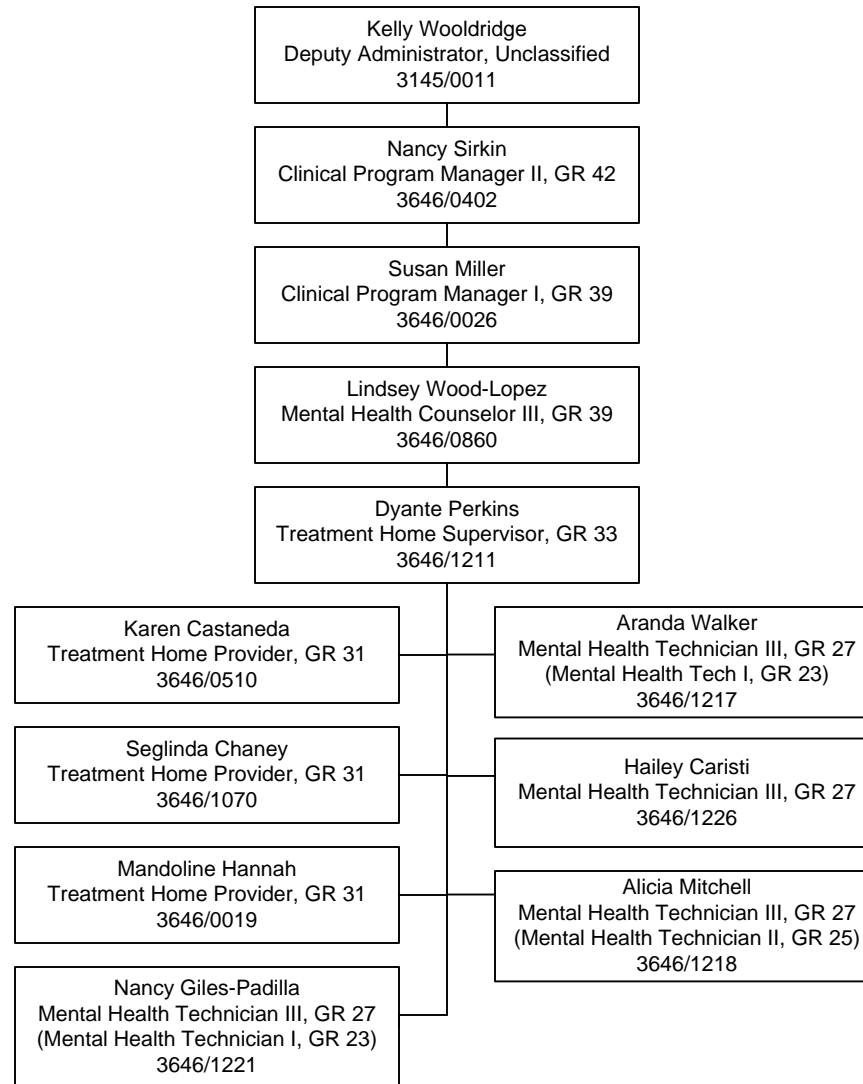 Kelly Wooldridge
Deputy Administrator, Unclassified
3145/0011
Nancy Sirkin
Clinical Program Manager II, GR 42
3646/0402
Susan Miller
Clinical Program Manager I, GR 39
3646/0026
Lindsey Wood-Lopez
Mental Health Counselor III, GR 39
3646/0860
Dyante Perkins
Treatment Home Supervisor, GR 33
3646/1211
Karen Castaneda
Treatment Home Provider, GR 31
3646/0510
Aranda Walker
Mental Health Technician III, GR 27
(Mental Health Tech I, GR 23)
3646/1217
Seglinda Chaney
Treatment Home Provider, GR 31
3646/1070
Hailey Caristi
Mental Health Technician III, GR 27
3646/1226
Mandoline Hannah
Treatment Home Provider, GR 31
3646/0019
Alicia Mitchell
Mental Health Technician III, GR 27
(Mental Health Technician II, GR 25)
3646/1218
Nancy Giles-Padilla
Mental Health Technician III, GR 27
(Mental Health Technician I, GR 23)
3646/1221